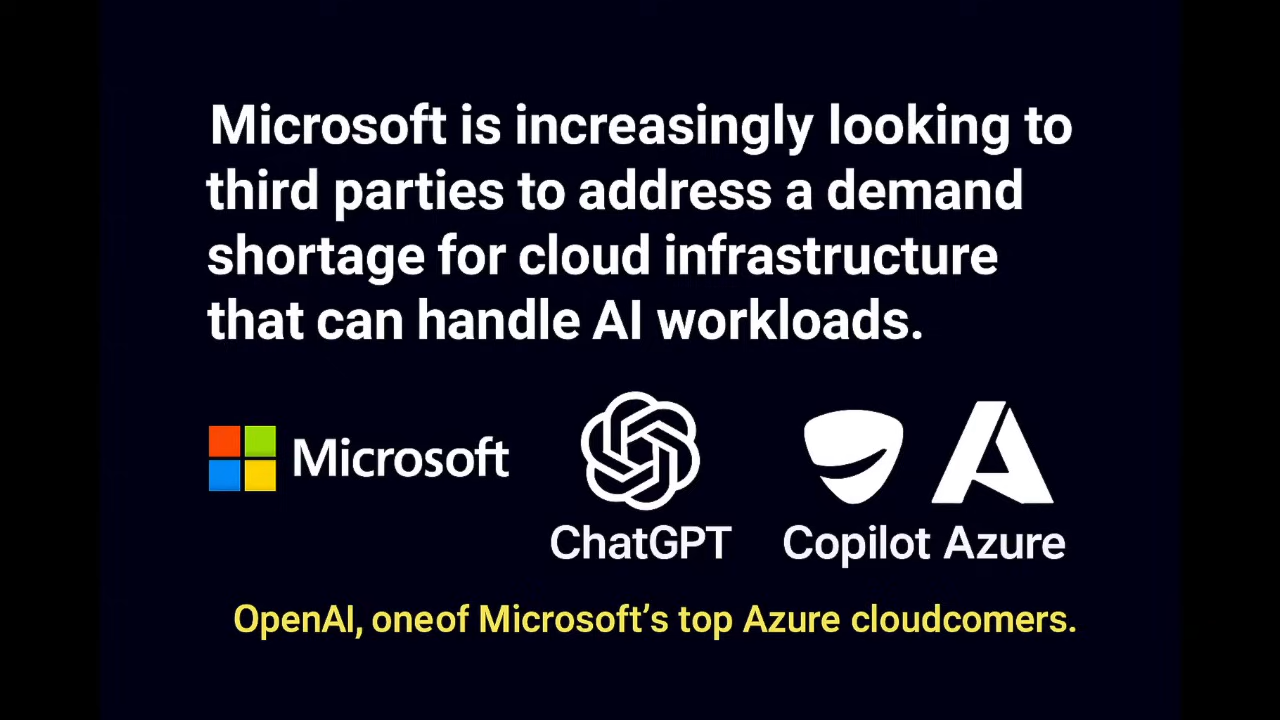 Microsoft is increasingly looking to
third parties to address a demand
shortage for cloud infrastructure
that can handle AI workloads.
Microsoft
ChatGPT
Copilot Azure
OpenAI, oneof Microsoft's top Azure cloudcomers.